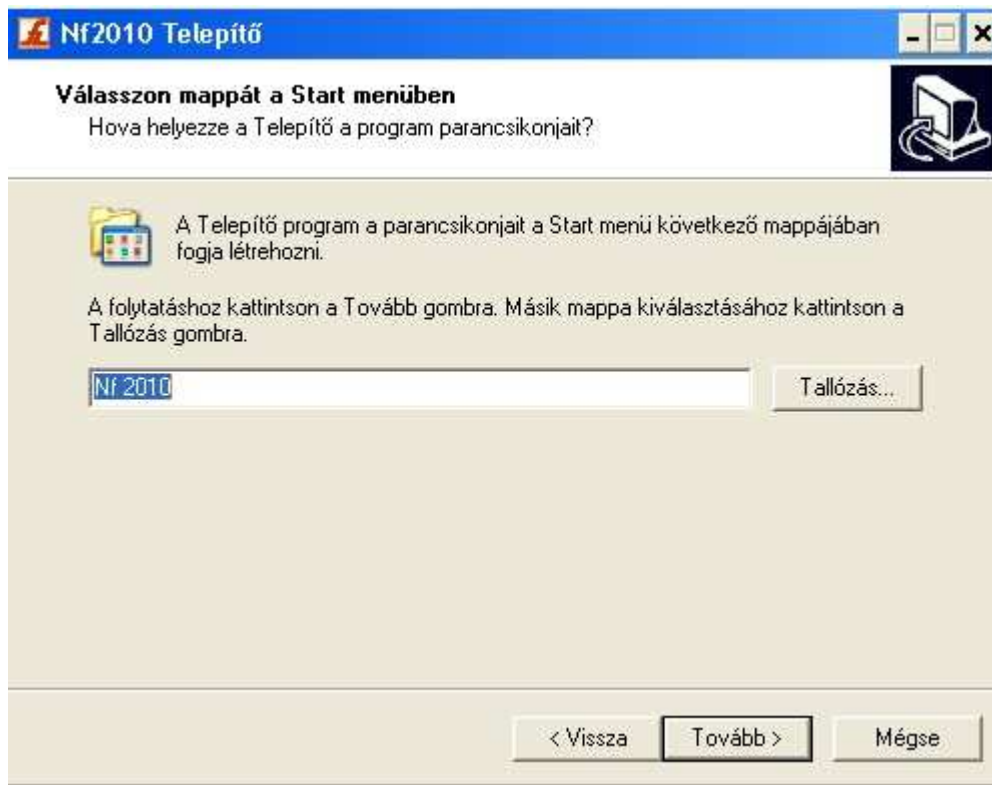 Nf2010 Telepítő
Válasszon mappát a Start menüben
Hova helyezze a Telepítő a program parancsikonjait?
A Telepítő program a parancsikonjait a Start menü következő mappájában
fogja létrehozni.
A folytatáshoz kattintson a Tovább gombra. Másik mappa kiválasztásához kattintson a
Tallózás gombra.
Nf 2010
Tallózás...
< Vissza
Tovább >
Mégse